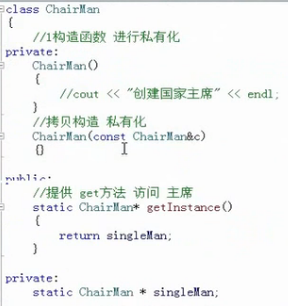 class ChairMan
{
//1构造函数 进行私有化
private:
ChairMan()
{
//cout << "创建国家主席" << endl;
}
//拷贝构造 私有化
ChairMan(const ChairMan&c)
{}
public:
//提供 get方法 访问 主席
static ChairMan* getInstance()
{
return singleMan;
}
private:
static ChairMan * singleMan;